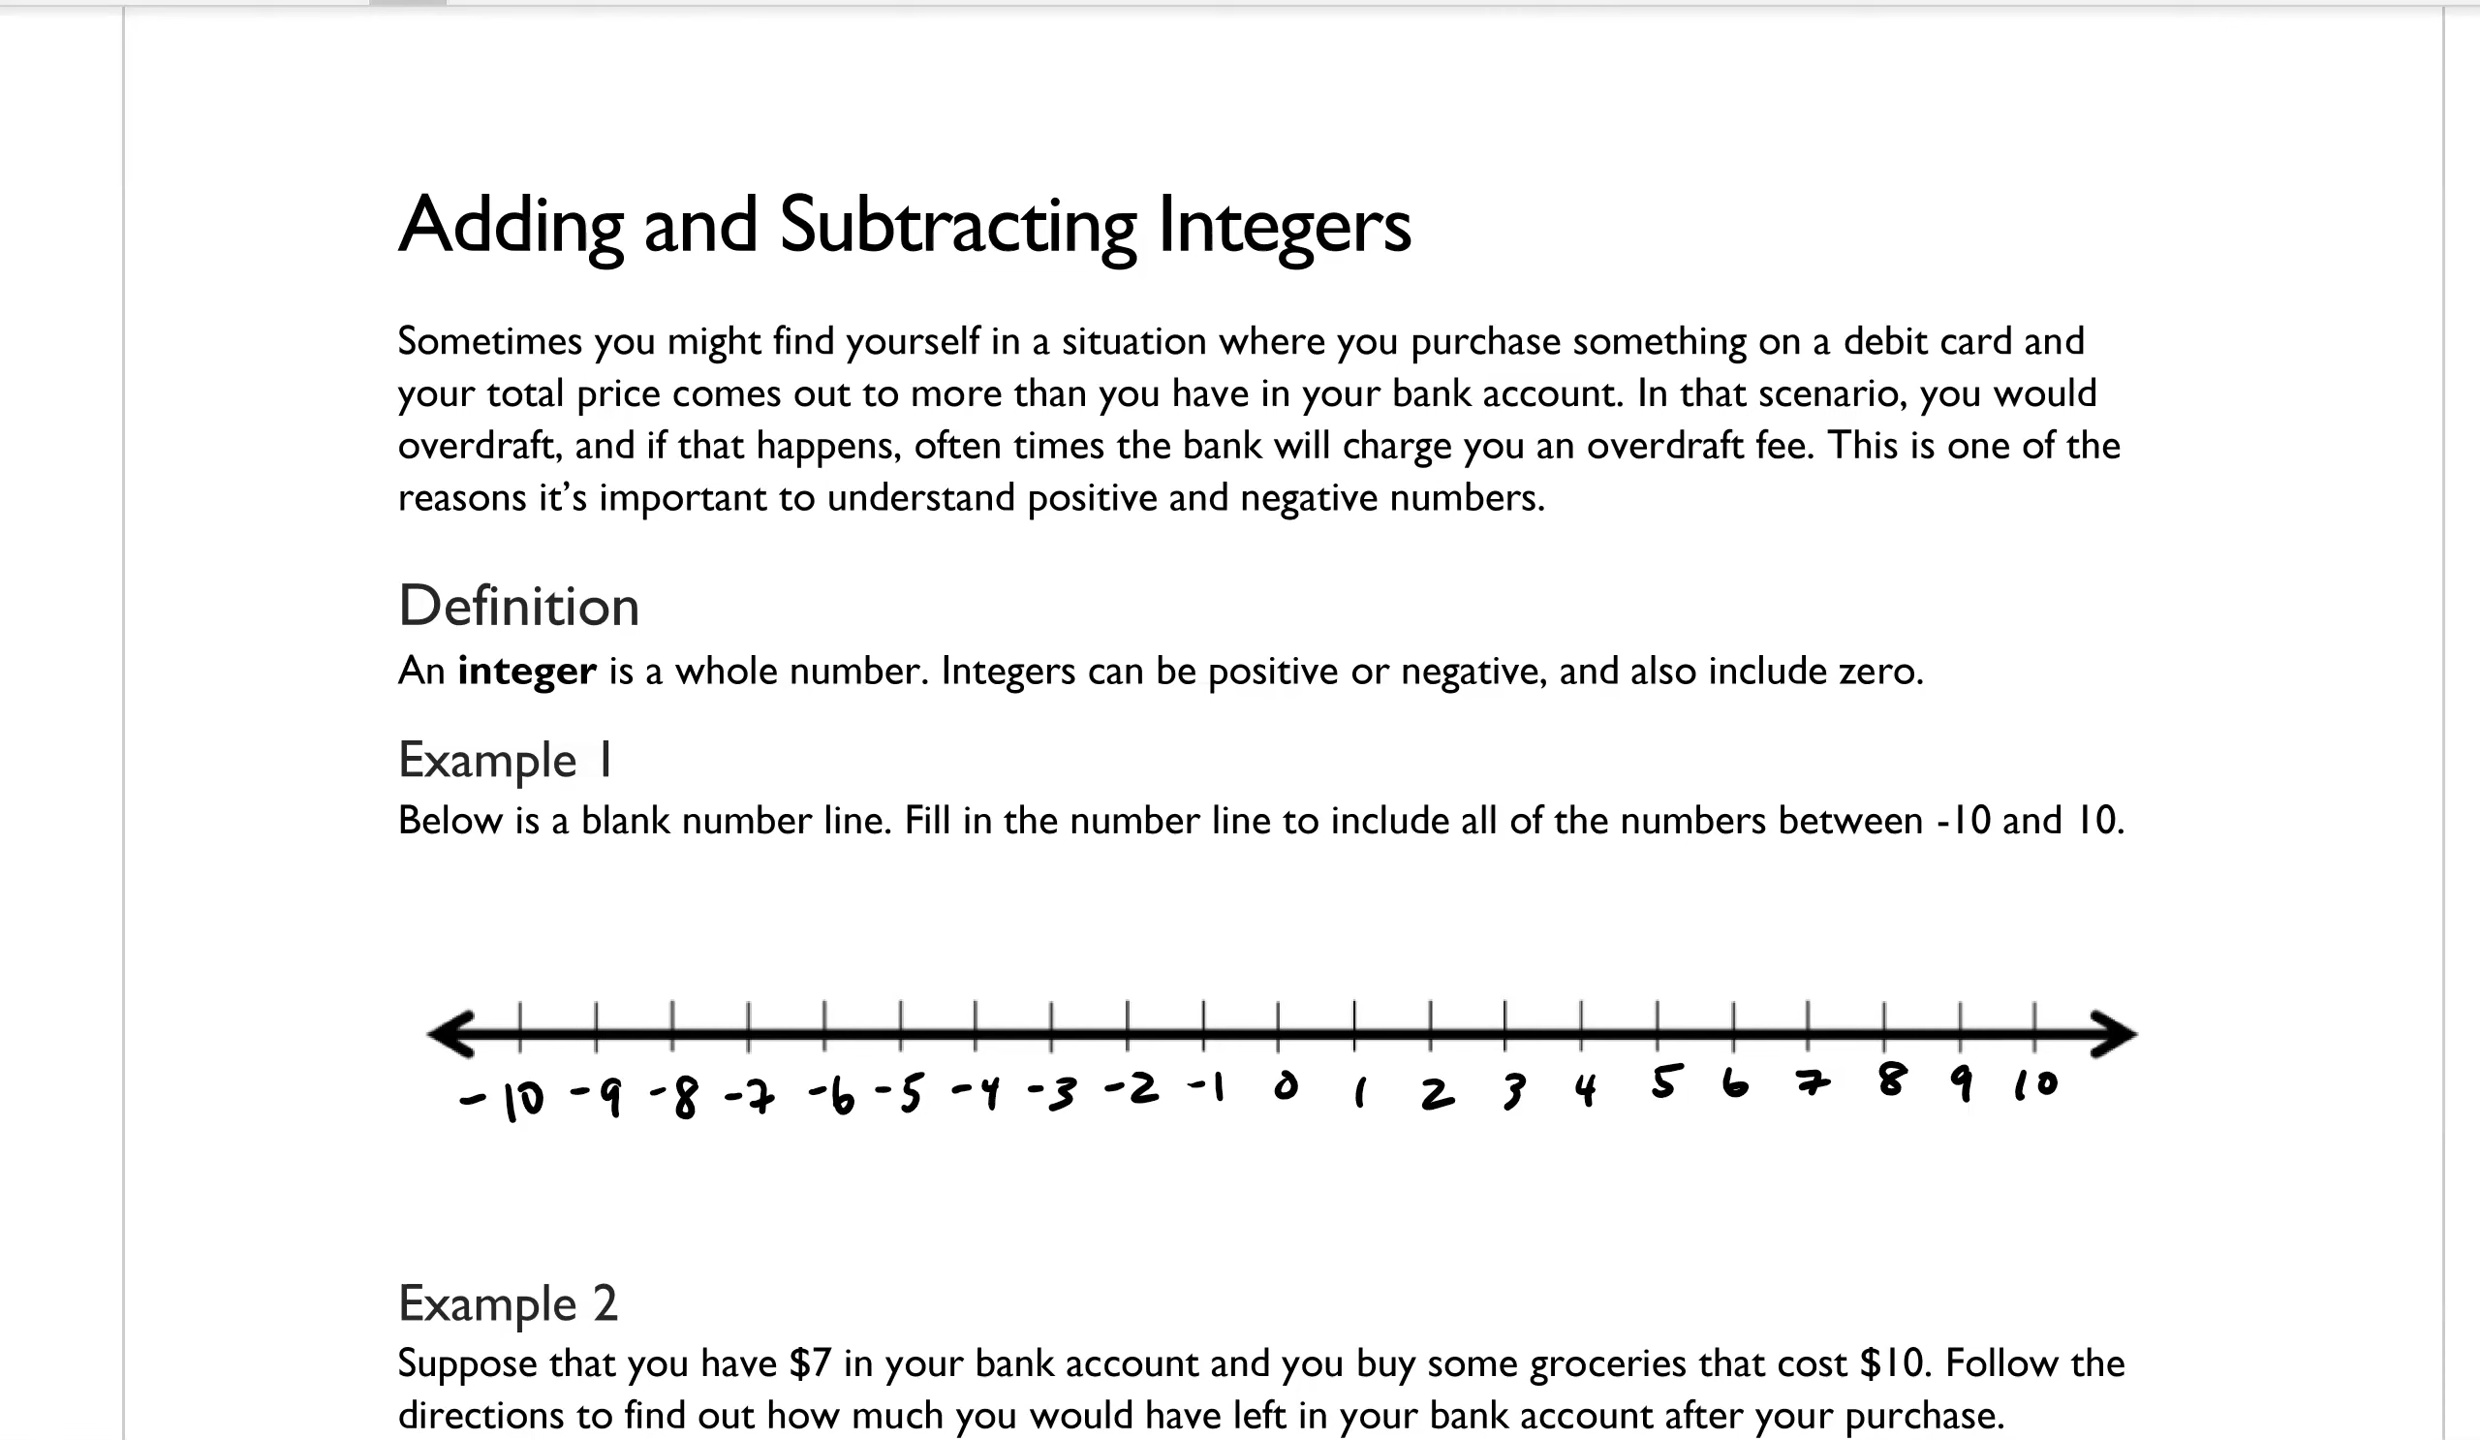 Adding and Subtracting Integers
Sometimes you might find yourself in a situation where you purchase something on a debit card and
your total price comes out to more than you have in your bank account. In that scenario, you would
overdraft, and if that happens, often times the bank will charge you an overdraft fee. This is one of the
reasons it’s important to understand positive and negative numbers.
Definition
An integer is a whole number. Integers can be positive or negative, and also include zero.
Example 1
Below is a blank number line. Fill in the number line to include all of the numbers between -10 and 10.
-10 -9 -8 -7 -6 -5 -4 -3 -2 -1 0 1 2 3 4 5 6 7 8 9 10
Example 2
Suppose that you have $7 in your bank account and you buy some groceries that cost $10. Follow the
directions to find out how much you would have left in your bank account after your purchase.